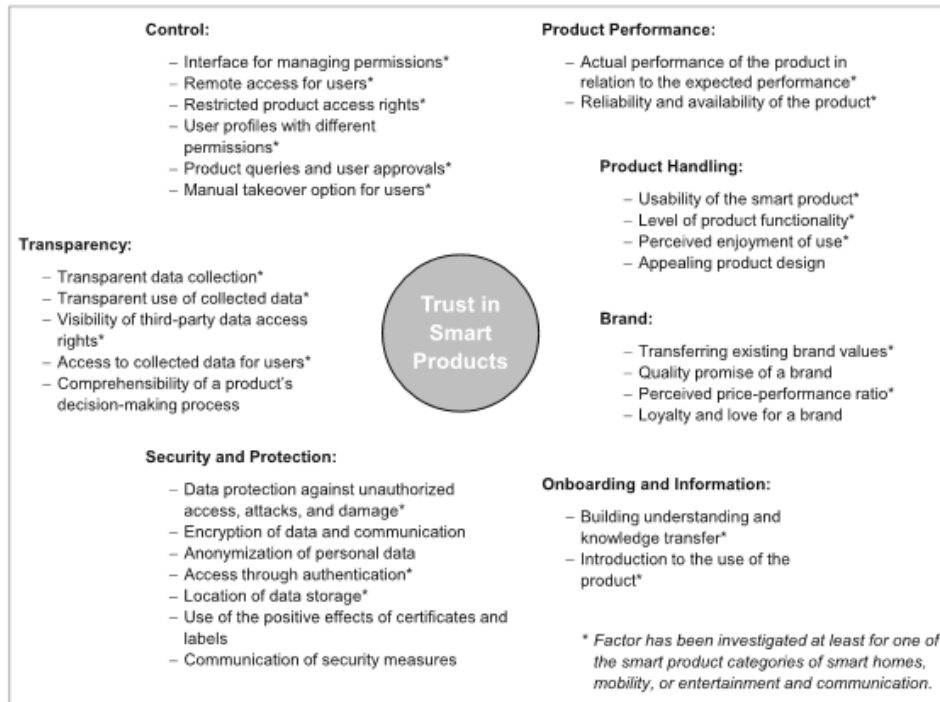 Control:
– Interface for managing permissions*
– Remote access for users*
– Restricted product access rights*
– User profiles with different
permissions*
– Product queries and user approvals*
– Manual takeover option for users*
Product Performance:
– Actual performance of the product in
relation to the expected performance*
– Reliability and availability of the product*
Product Handling:
– Usability of the smart product*
– Level of product functionality*
– Perceived enjoyment of use*
– Appealing product design
Transparency:
– Transparent data collection*
– Transparent use of collected data*
– Visibility of third-party data access
rights*
– Access to collected data for users*
– Comprehensibility of a product's
decision-making process
Trust in
Smart
Products
Brand:
– Transferring existing brand values*
– Quality promise of a brand
– Perceived price-performance ratio*
– Loyalty and love for a brand
Security and Protection:
– Data protection against unauthorized
access, attacks, and damage*
– Encryption of data and communication
– Anonymization of personal data
– Access through authentication*
– Location of data storage*
– Use of the positive effects of certificates and
labels
– Communication of security measures
Onboarding and Information:
– Building understanding and
knowledge transfer*
– Introduction to the use of the
product*
* Factor has been investigated at least for one of
the smart product categories of smart homes,
mobility, or entertainment and communication.